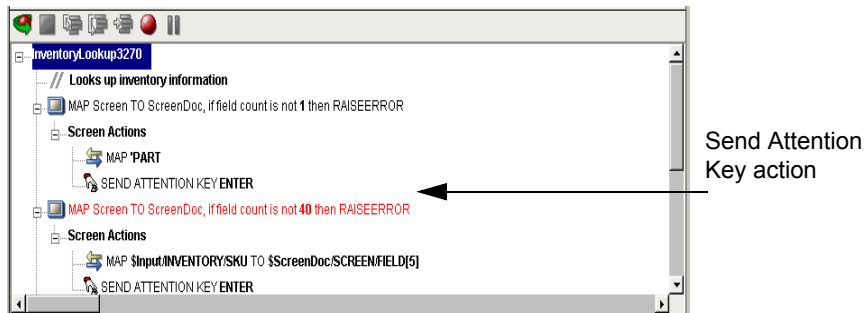 InventoryLookup3270
// Looks up inventory information
MAP Screen TO ScreenDoc, if field count is not 1 then RAISEERROR
Screen Actions
MAP 'PART
SEND ATTENTION KEY ENTER
MAP Screen TO ScreenDoc, if field count is not 40 then RAISEERROR
Screen Actions
MAP $Input/INVENTORY/SKU TO $ScreenDoc/SCREEN/FIELD[5]
SEND ATTENTION KEY ENTER
Send Attention
Key action